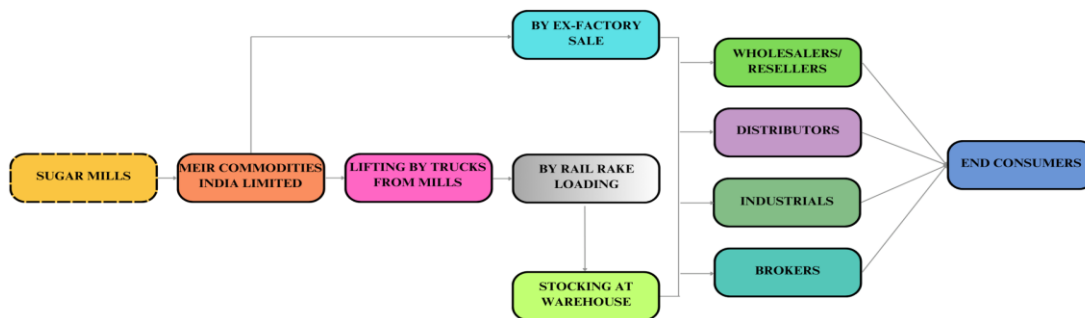 BY EX-FACTORY
SALE
WHOLESALERS/
RESELLERS
DISTRIBUTORS
SUGAR MILLS
MEIR COMMODITIES
INDIA LIMITED
LIFTING BY TRUCKS
FROM MILLS
BY RAIL RAKE
LOADING
END CONSUMERS
INDUSTRIALS
BROKERS
STOCKING AT
WAREHOUSE